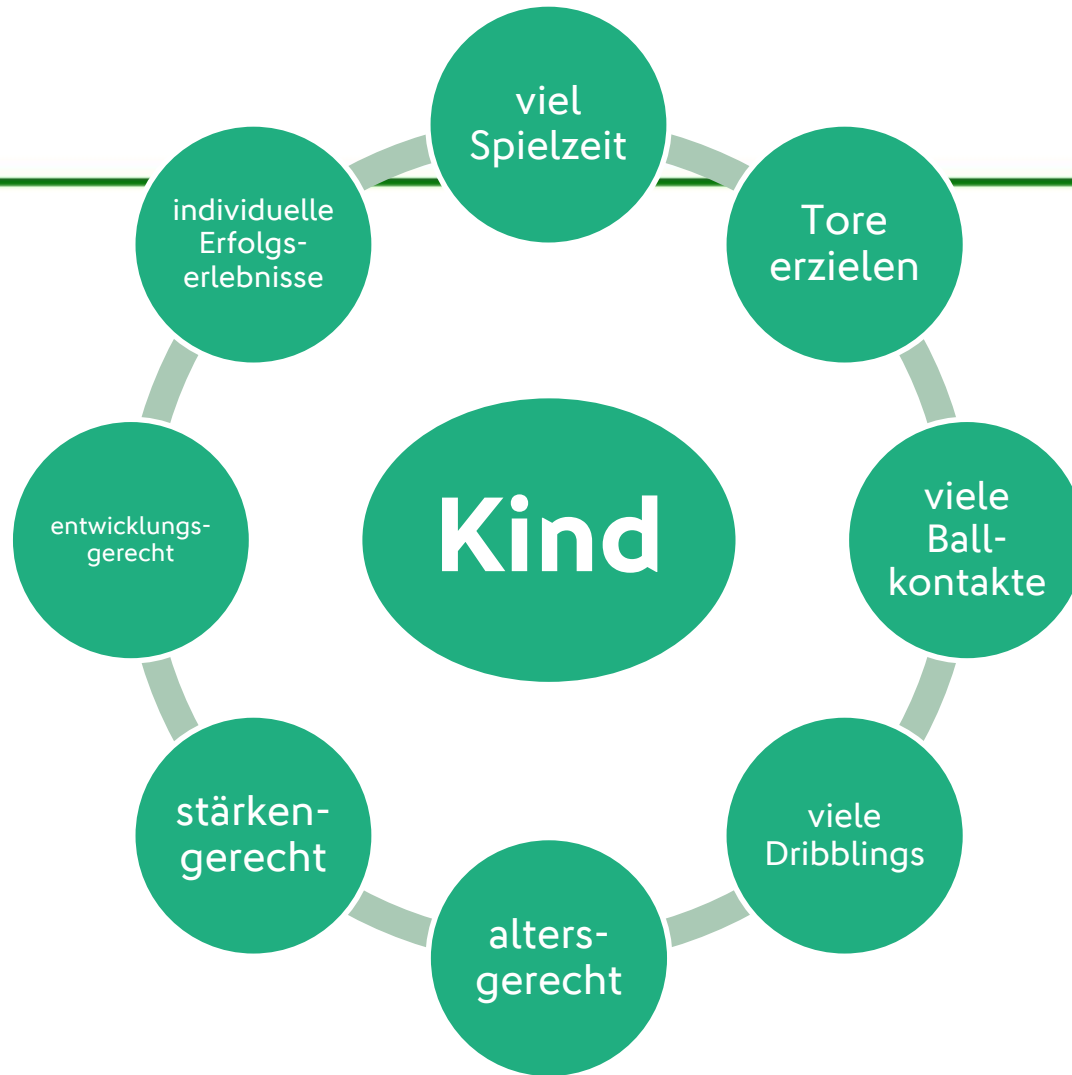 viel
Spielzeit
Tore
erzielen
viele
Ball-
kontakte
viele
Dribblings
alters-
gerecht
stärken-
gerecht
entwicklungs-
gerecht
individuelle
Erfolgs-
erlebnisse
Kind